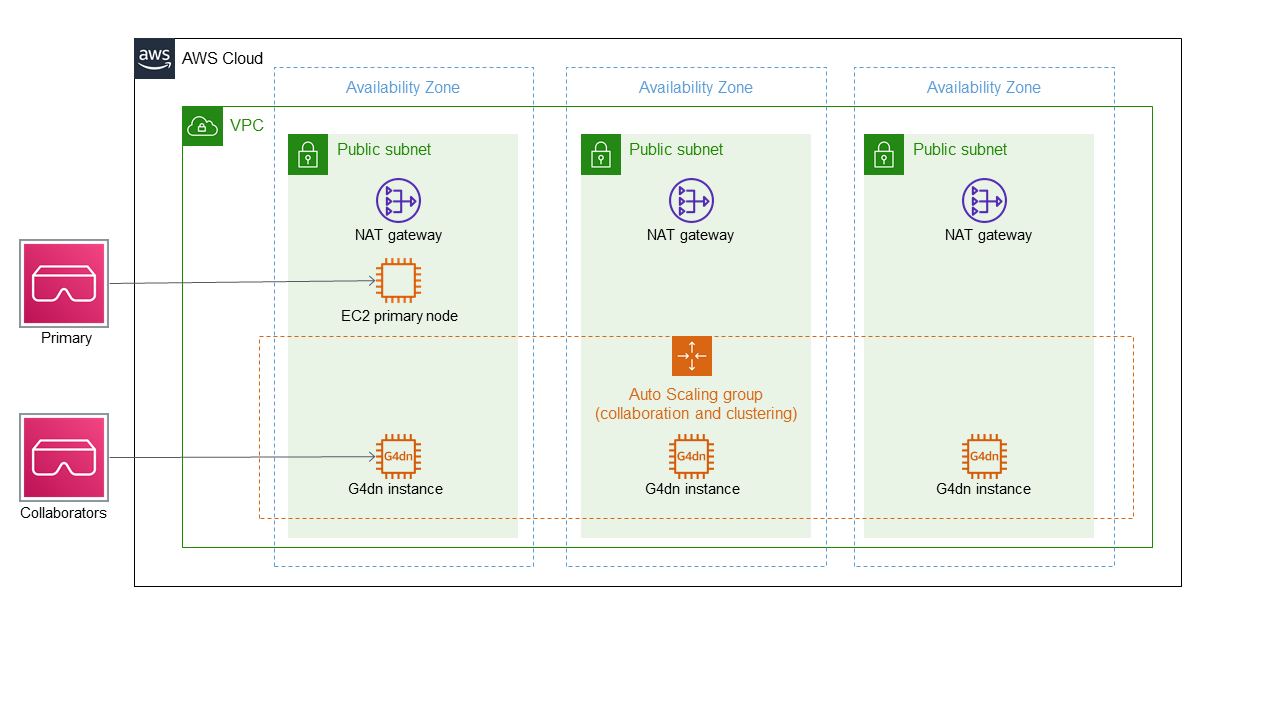 aws
AWS Cloud
Availability Zone
Availability Zone
Availability Zone
VPC
Public subnet
Public subnet
Public subnet
NAT gateway
NAT gateway
NAT gateway
Primary
EC2 primary node
Auto Scaling group
(collaboration and clustering)
Collaborators
G4dn
G4dn
G4dn
G4dn instance
G4dn instance
G4dn instance